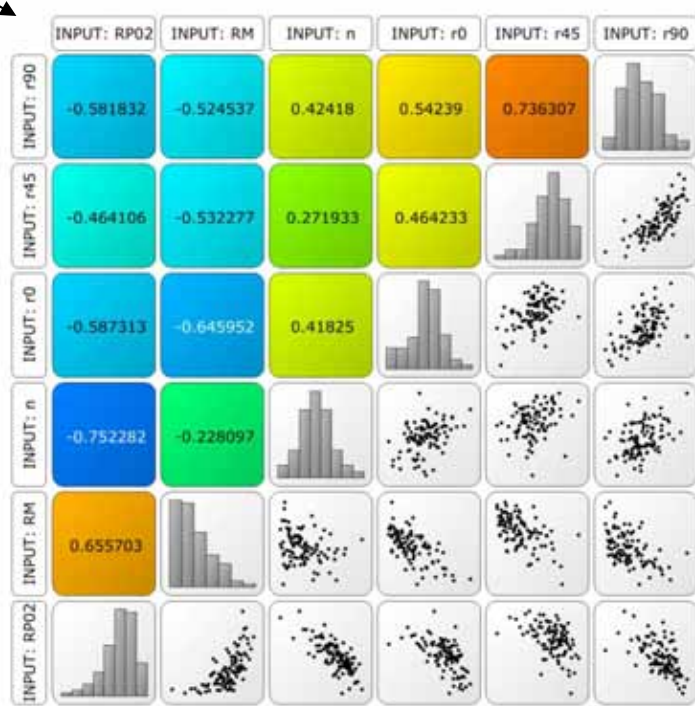 INPUT: RP02 INPUT: RM INPUT: n INPUT: r0 INPUT: r45 INPUT: r90
INPUT: r90 -0.581832 -0.524537 0.42418 0.54239 0.736307
INPUT: r45 -0.464106 -0.532277 0.271933 0.464233
INPUT: r0 -0.587313 -0.645952 0.41825
INPUT: n -0.752282 -0.228097
INPUT: RM 0.655703
INPUT: RP02